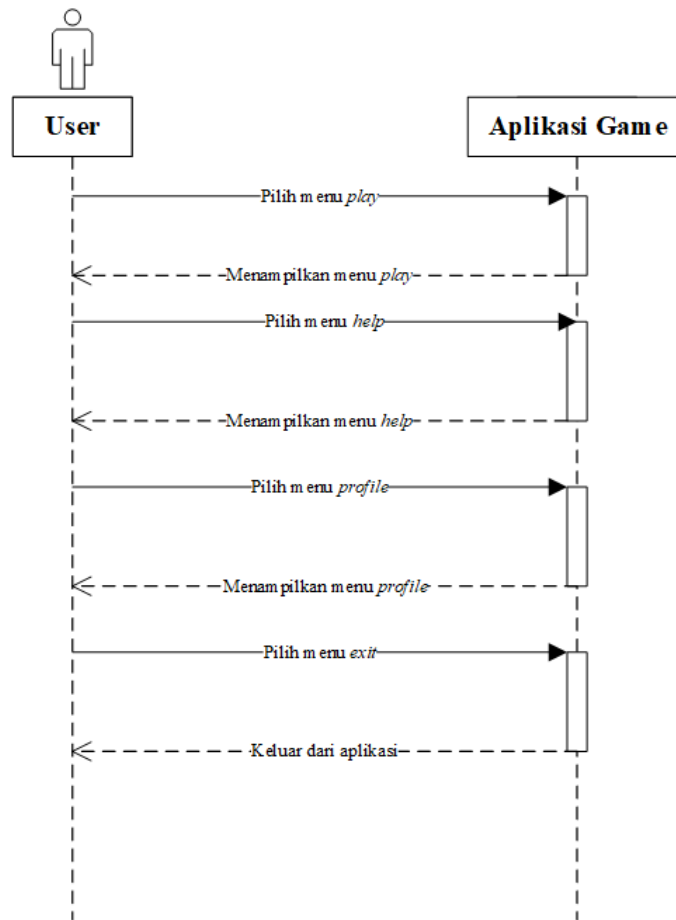 User
Aplikasi Game
Pilih menu play
Menampilkan menu play
Pilih menu help
Menampilkan menu help
Pilih menu profile
Menampilkan menu profile
Pilih menu exit
Keluar dari aplikasi